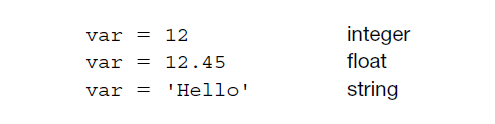 var = 12 integer
var = 12.45 float
var = 'Hello' string